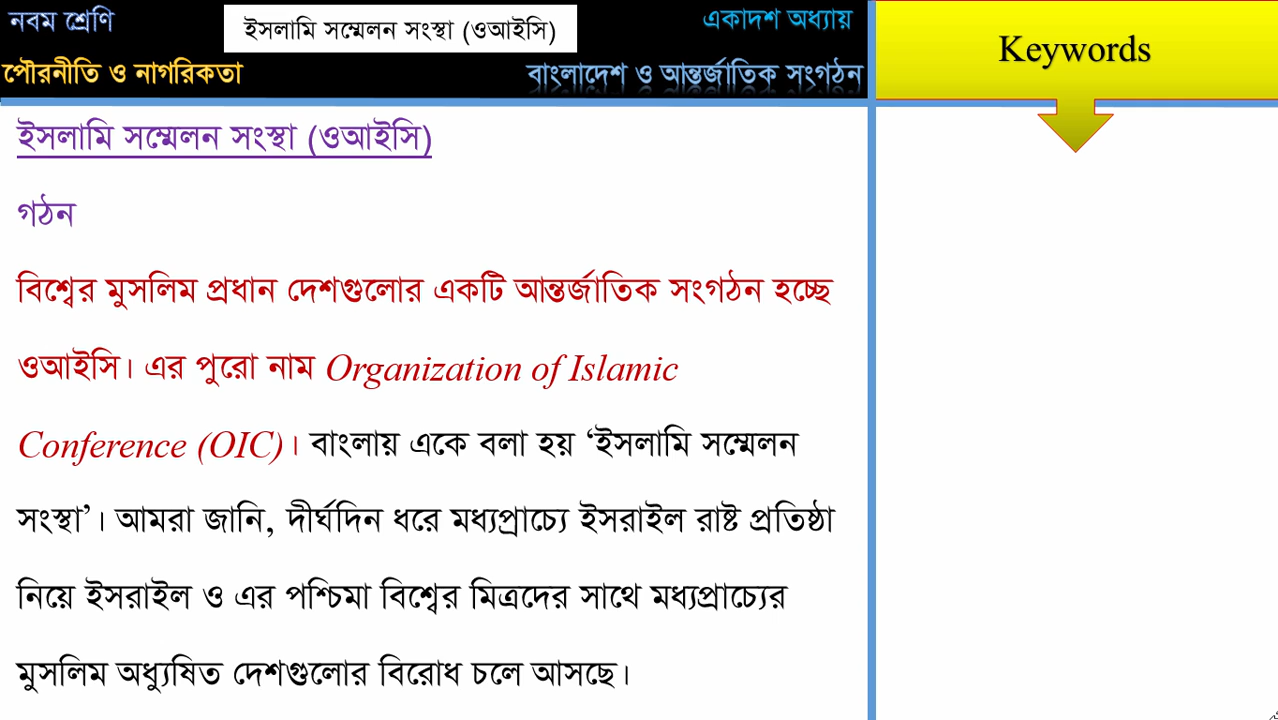 নবম শ্রেণি
ইসলামি সম্মেলন সংস্থা (ওআইসি)
একাদশ অধ্যায়
পৌরনীতি ও নাগরিকতা
বাংলাদেশ ও আন্তর্জাতিক সংগঠন
Keywords
ইসলামি সম্মেলন সংস্থা (ওআইসি)
গঠন
বিশ্বের মুসলিম প্রধান দেশগুলোর একটি আন্তর্জাতিক সংগঠন হচ্ছে
ওআইসি। এর পুরো নাম Organization of Islamic
Conference (OIC)। বাংলায় একে বলা হয় ‘ইসলামি সম্মেলন
সংস্থা’। আমরা জানি, দীর্ঘদিন ধরে মধ্যপ্রাচ্যে ইসরাইল রাষ্ট প্রতিষ্ঠা
নিয়ে ইসরাইল ও এর পশ্চিমা বিশ্বের মিত্রদের সাথে মধ্যপ্রাচ্যের
মুসলিম অধ্যুষিত দেশগুলোর বিরোধ চলে আসছে।